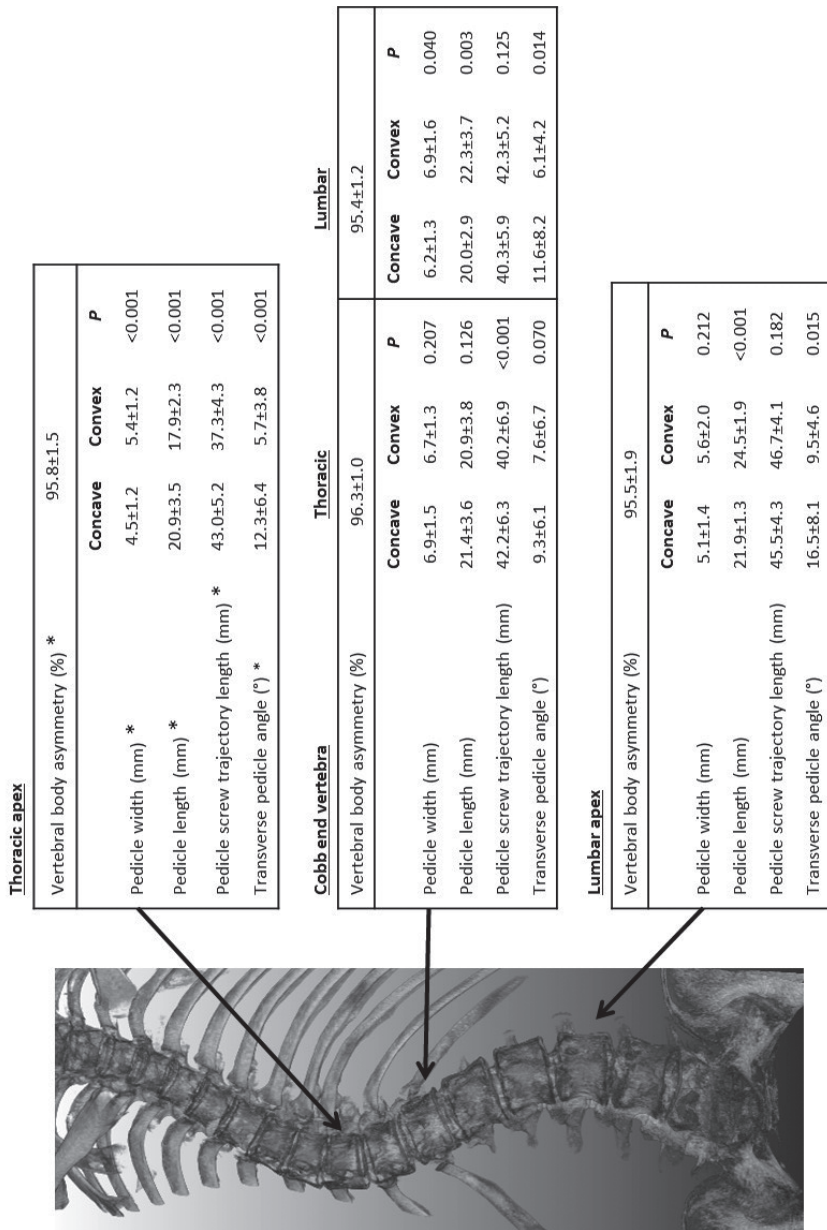 Thoracic apex
Vertebral body asymmetry (%) * 95.8±1.5
Concave Convex P
Pedicle width (mm) * 4.5±1.2 5.4±1.2 <0.001
Pedicle length (mm) * 20.9±3.5 17.9±2.3 <0.001
Pedicle screw trajectory length (mm) * 43.0±5.2 37.3±4.3 <0.001
Transverse pedicle angle (°) * 12.3±6.4 5.7±3.8 <0.001
Cobb end vertebra Thoracic Lumbar
Vertebral body asymmetry (%) 96.3±1.0 95.4±1.2
Concave Convex P Concave Convex P
Pedicle width (mm) 6.9±1.5 6.7±1.3 0.207 6.2±1.3 6.9±1.6 0.040
Pedicle length (mm) 21.4±3.6 20.9±3.8 0.126 20.0±2.9 22.3±3.7 0.003
Pedicle screw trajectory length (mm) 42.2±6.3 40.2±6.9 <0.001 40.3±5.9 42.3±5.2 0.125
Transverse pedicle angle (°) 9.3±6.1 7.6±6.7 0.070 11.6±8.2 6.1±4.2 0.014
Lumbar apex
Vertebral body asymmetry (%) 95.5±1.9
Concave Convex P
Pedicle width (mm) 5.1±1.4 5.6±2.0 0.212
Pedicle length (mm) 21.9±1.3 24.5±1.9 <0.001
Pedicle screw trajectory length (mm) 45.5±4.3 46.7±4.1 0.182
Transverse pedicle angle (°) 16.5±8.1 9.5±4.6 0.015